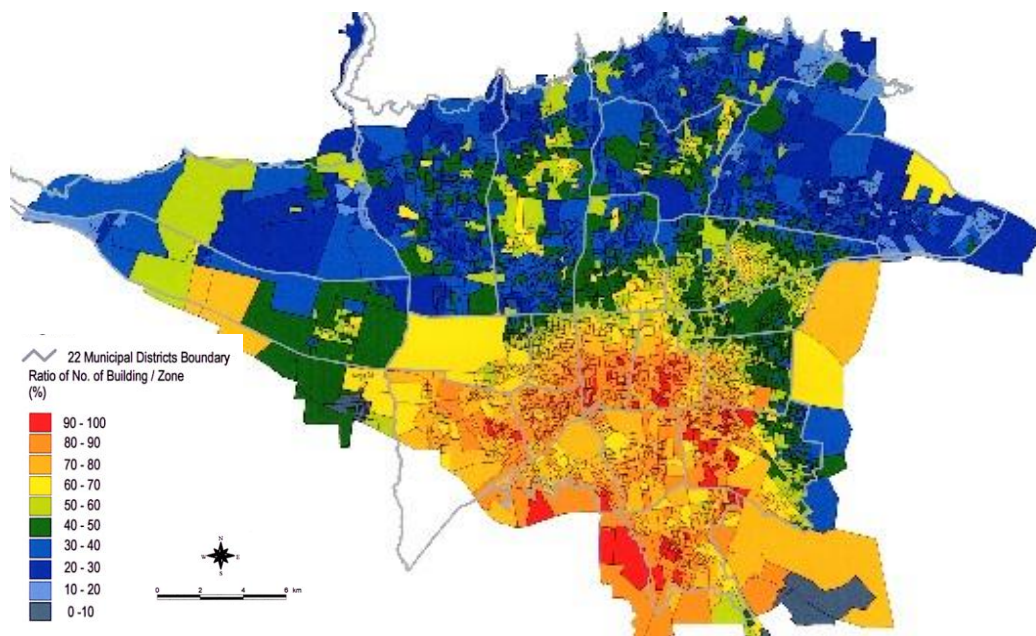 22 Municipal Districts Boundary
Ratio of No. of Building / Zone
(%)
90 - 100
80 - 90
70 - 80
60 - 70
50 - 60
40 - 50
30 - 40
20 - 30
10 - 20
0 -10
N
W E
S
0 2 4 6 km